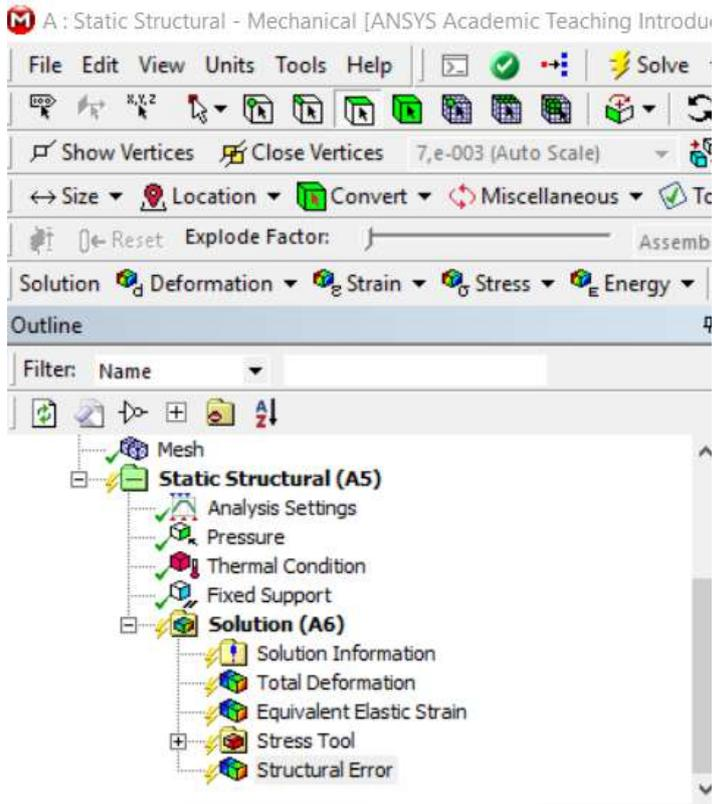 A : Static Structural - Mechanical [ANSYS Academic Teaching Introduc
File Edit View Units Tools Help Solve
x,y,z
Show Vertices Close Vertices 7,e-003 (Auto Scale)
Size Location Convert Miscellaneous To
Reset Explode Factor: Assemb
Solution Deformation Strain Stress Energy
Outline
Filter: Name
Mesh
Static Structural (A5)
Analysis Settings
Pressure
Thermal Condition
Fixed Support
Solution (A6)
Solution Information
Total Deformation
Equivalent Elastic Strain
Stress Tool
Structural Error